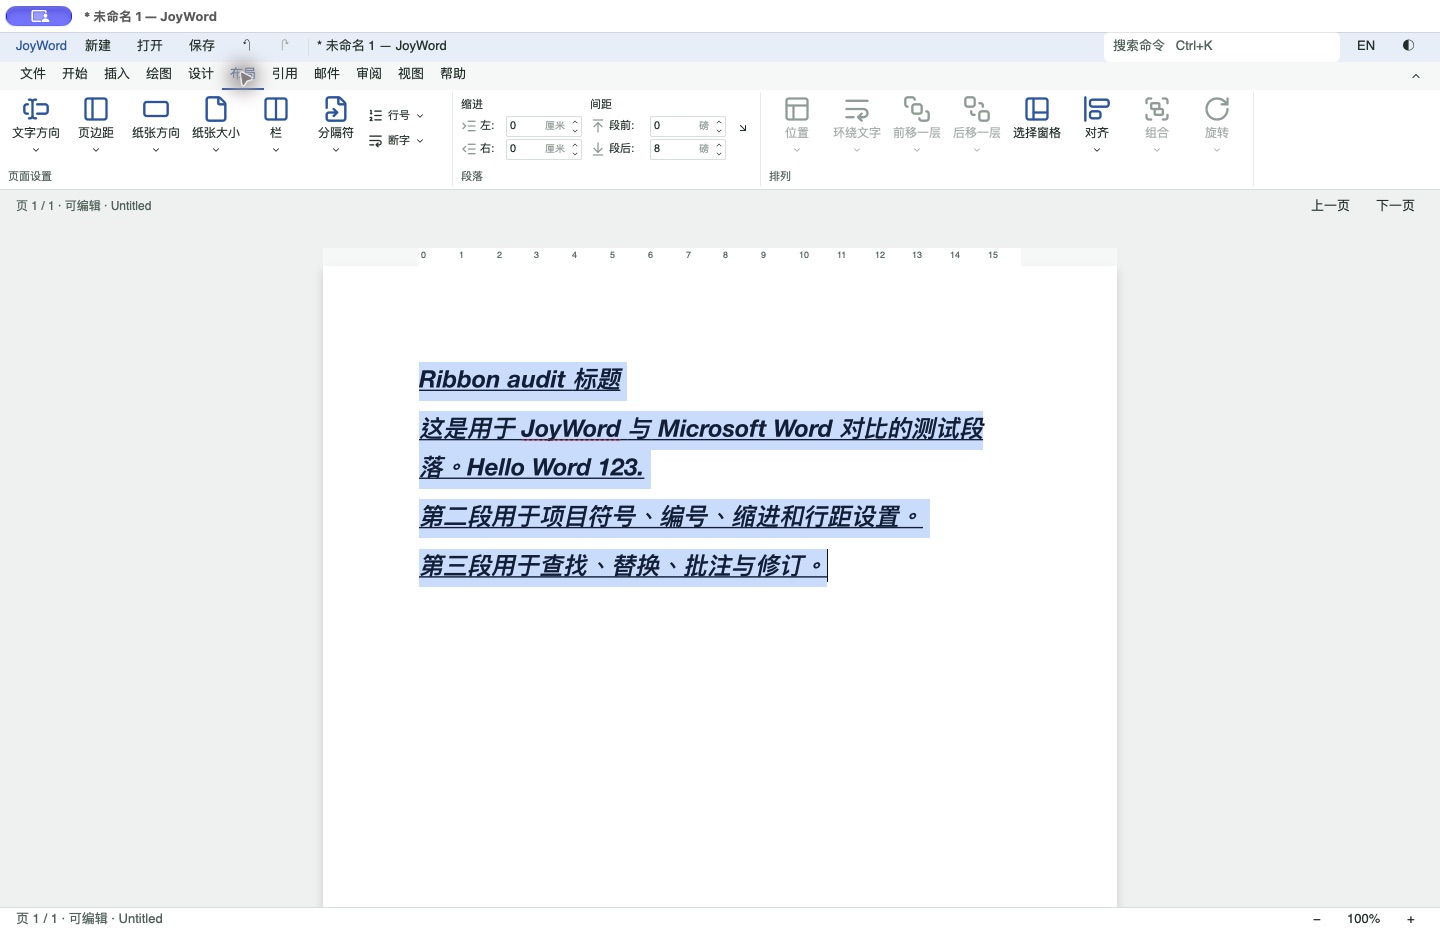 * 未命名 1 — JoyWord
JoyWord 新建 打开 保存 * 未命名 1 — JoyWord 搜索命令 Ctrl+K EN
文件 开始 插入 绘图 设计 布局 引用 邮件 审阅 视图 帮助
文字方向 页边距 纸张方向 纸张大小 栏 分隔符 行号 断字
页面设置
缩进 间距
左: 0 厘米 段前: 0 磅
右: 0 厘米 段后: 8 磅
段落
位置 环绕文字 前移一层 后移一层 选择窗格 对齐 组合 旋转
排列
页 1 / 1 · 可编辑 · Untitled 上一页 下一页
0 1 2 3 4 5 6 7 8 9 10 11 12 13 14 15
Ribbon audit 标题
这是用于 JoyWord 与 Microsoft Word 对比的测试段
落。Hello Word 123.
第二段用于项目符号、编号、缩进和行距设置。
第三段用于查找、替换、批注与修订。
页 1 / 1 · 可编辑 · Untitled − 100% +